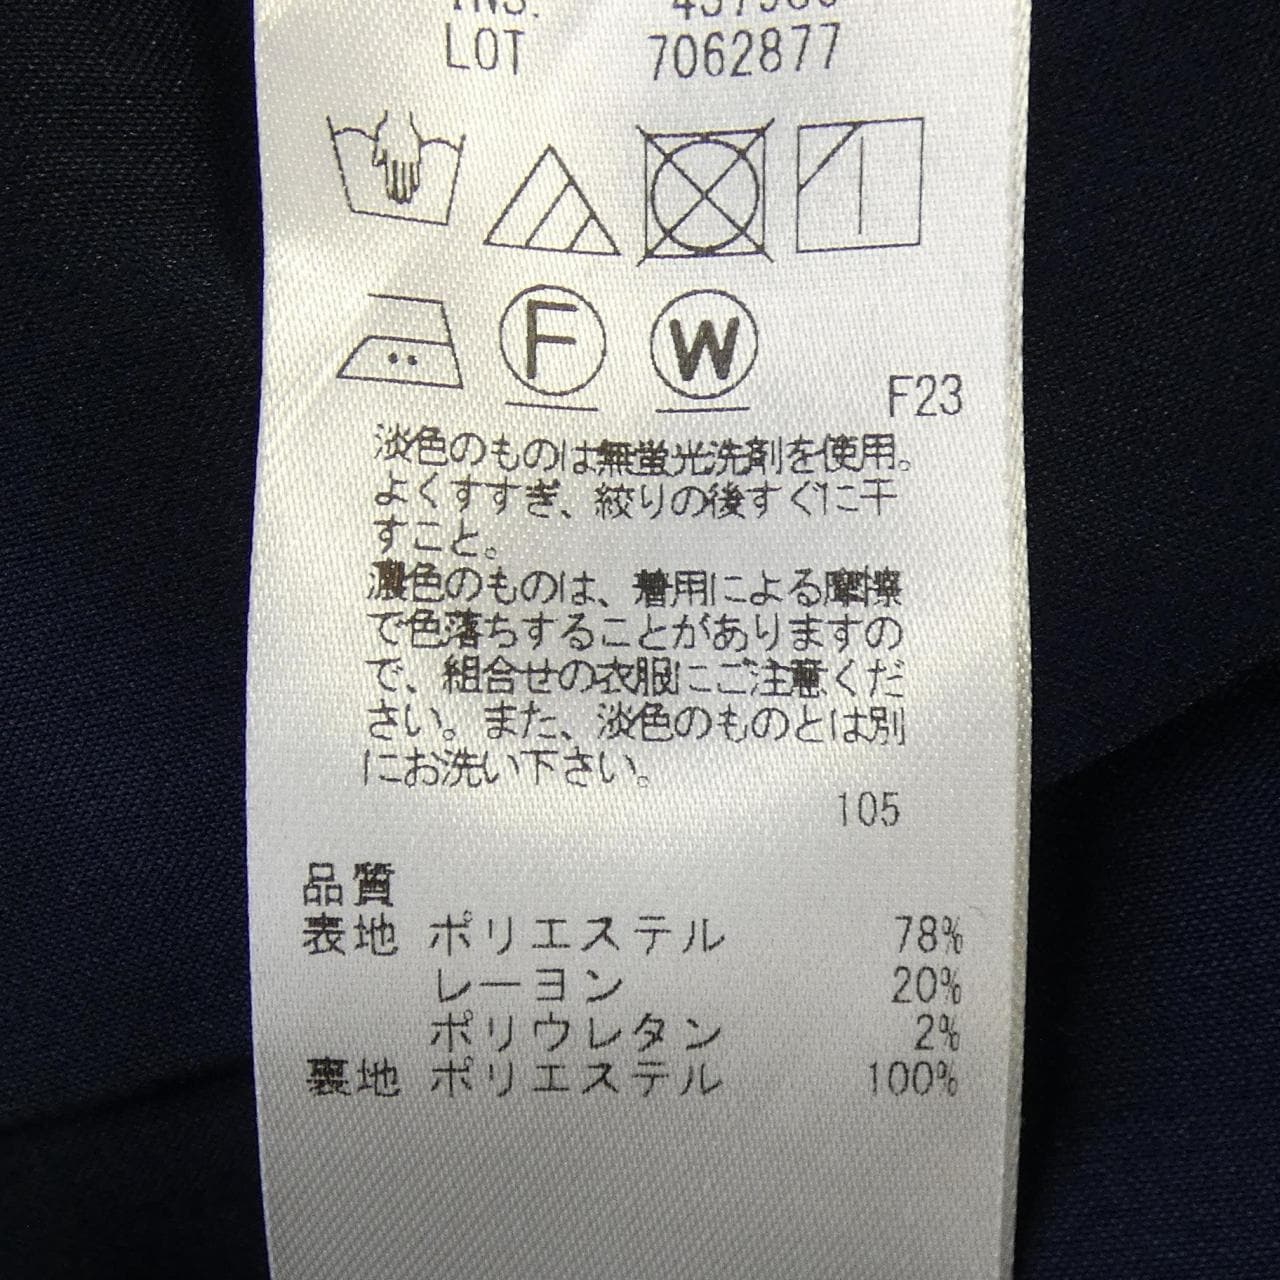 LOT 7062877
F
W
F23
淡色のものは無蛍光洗剤を使用。
よくすすぎ、絞りの後すぐに干
すこと。
濃色のものは、着用による摩擦
で色落ちすることがありますの
で、組合せの衣服にご注意くだ
さい。また、淡色のものとは別
にお洗い下さい。
105
品質
表地 ポリエステル 78%
レーヨン 20%
ポリウレタン 2%
裏地 ポリエステル 100%